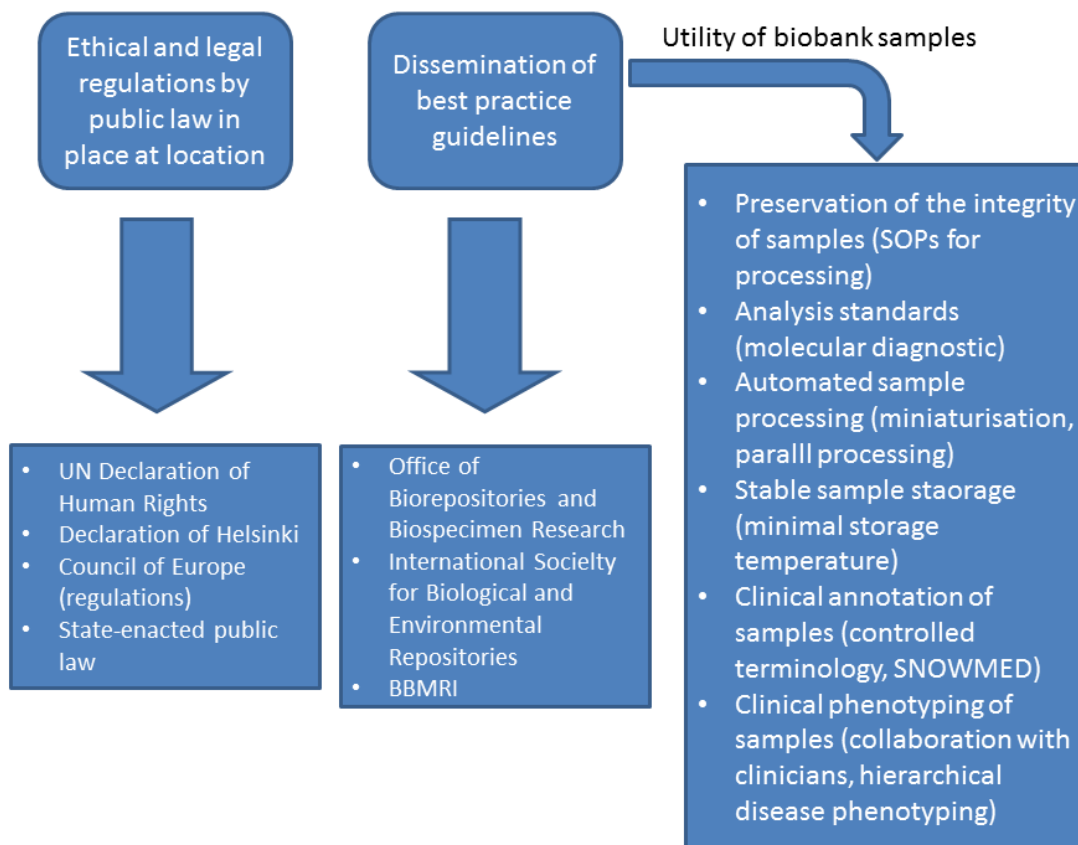 Ethical and legal
regulations by
public law in
place at location
Dissemination of
best practice
guidelines
Utility of biobank samples
• UN Declaration of
Human Rights
• Declaration of Helsinki
• Council of Europe
(regulations)
• State-enacted public
law
• Office of
Biorepositories and
Biospecimen Research
• International Socielty
for Biological and
Environmental
Repositories
• BBMRI
• Preservation of the integrity
of samples (SOPs for
processing)
• Analysis standards
(molecular diagnostic)
• Automated sample
processing (miniaturisation,
paralll processing)
• Stable sample staorage
(minimal storage
temperature)
• Clinical annotation of
samples (controlled
terminology, SNOWMED)
• Clinical phenotyping of
samples (collaboration with
clinicians, hierarchical
disease phenotyping)